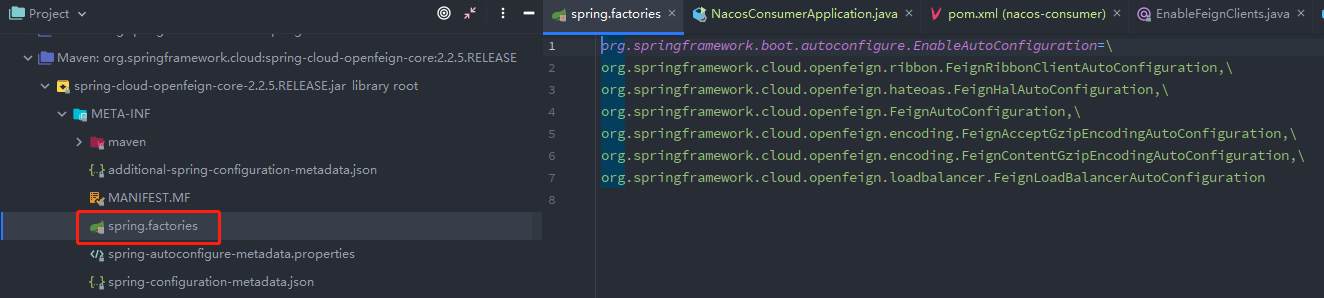 Project
Maven: org.springframework.cloud:spring-cloud-openfeign-core:2.2.5.RELEASE
spring-cloud-openfeign-core-2.2.5.RELEASE.jar library root
META-INF
maven
additional-spring-configuration-metadata.json
MANIFEST.MF
spring.factories
spring-autoconfigure-metadata.properties
spring-configuration-metadata.json
spring.factories
NacosConsumerApplication.java
pom.xml (nacos-consumer)
EnableFeignClients.java
1 org.springframework.boot.autoconfigure.EnableAutoConfiguration=\
2 org.springframework.cloud.openfeign.ribbon.FeignRibbonClientAutoConfiguration,\
3 org.springframework.cloud.openfeign.hateoas.FeignHalAutoConfiguration,\
4 org.springframework.cloud.openfeign.FeignAutoConfiguration,\
5 org.springframework.cloud.openfeign.encoding.FeignAcceptGzipEncodingAutoConfiguration,\
6 org.springframework.cloud.openfeign.encoding.FeignContentGzipEncodingAutoConfiguration,\
7 org.springframework.cloud.openfeign.loadbalancer.FeignLoadBalancerAutoConfiguration
8